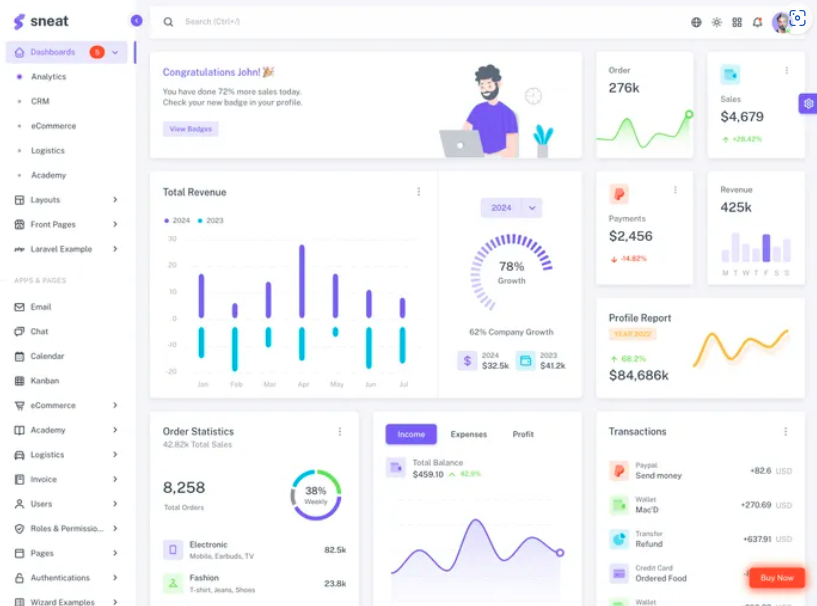 sneat
Search (Ctrl+/)
Dashboards 5
Analytics
CRM
eCommerce
Logistics
Academy
Layouts
Front Pages
Laravel Example
APPS & PAGES
Email
Chat
Calendar
Kanban
eCommerce
Academy
Logistics
Invoice
Users
Roles & Permissio...
Pages
Authentications
Wizard Examples
Congratulations John! 🎉
You have done 72% more sales today.
Check your new badge in your profile.
View Badges
Order
276k
Sales
$4,679
+28.42%
Total Revenue
2024 2023
30
20
10
0
-10
-20
Jan Feb Mar Apr May Jun Jul
2024
78%
Growth
62% Company Growth
2024
$32.5k
2023
$41.2k
Payments
$2,456
-14.82%
Revenue
425k
M T W T F S S
Profile Report
YEAR 2022
68.2%
$84,686k
Order Statistics
42.82k Total Sales
8,258
Total Orders
38%
Weekly
Electronic
Mobile, Earbuds, TV
82.5k
Fashion
T-shirt, Jeans, Shoes
23.8k
Income Expenses Profit
Total Balance
$459.10 42.9%
Transactions
Paypal
Send money
+82.6 USD
Wallet
Mac'D
+270.69 USD
Transfer
Refund
+637.91 USD
Credit Card
Ordered Food
Wallet
Buy Now